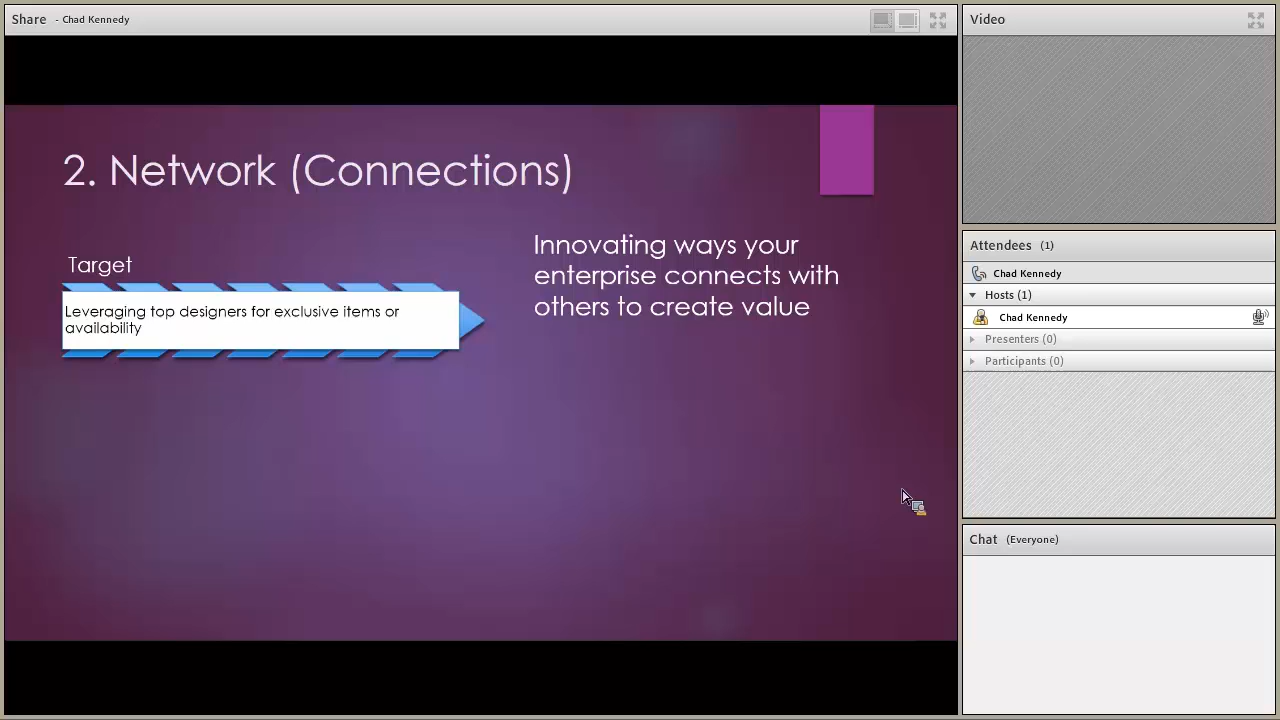 Share - Chad Kennedy
2. Network (Connections)
Target
Leveraging top designers for exclusive items or
availability
Innovating ways your
enterprise connects with
others to create value
Video
Attendees (1)
Chad Kennedy
Hosts (1)
Chad Kennedy
Presenters (0)
Participants (0)
Chat (Everyone)